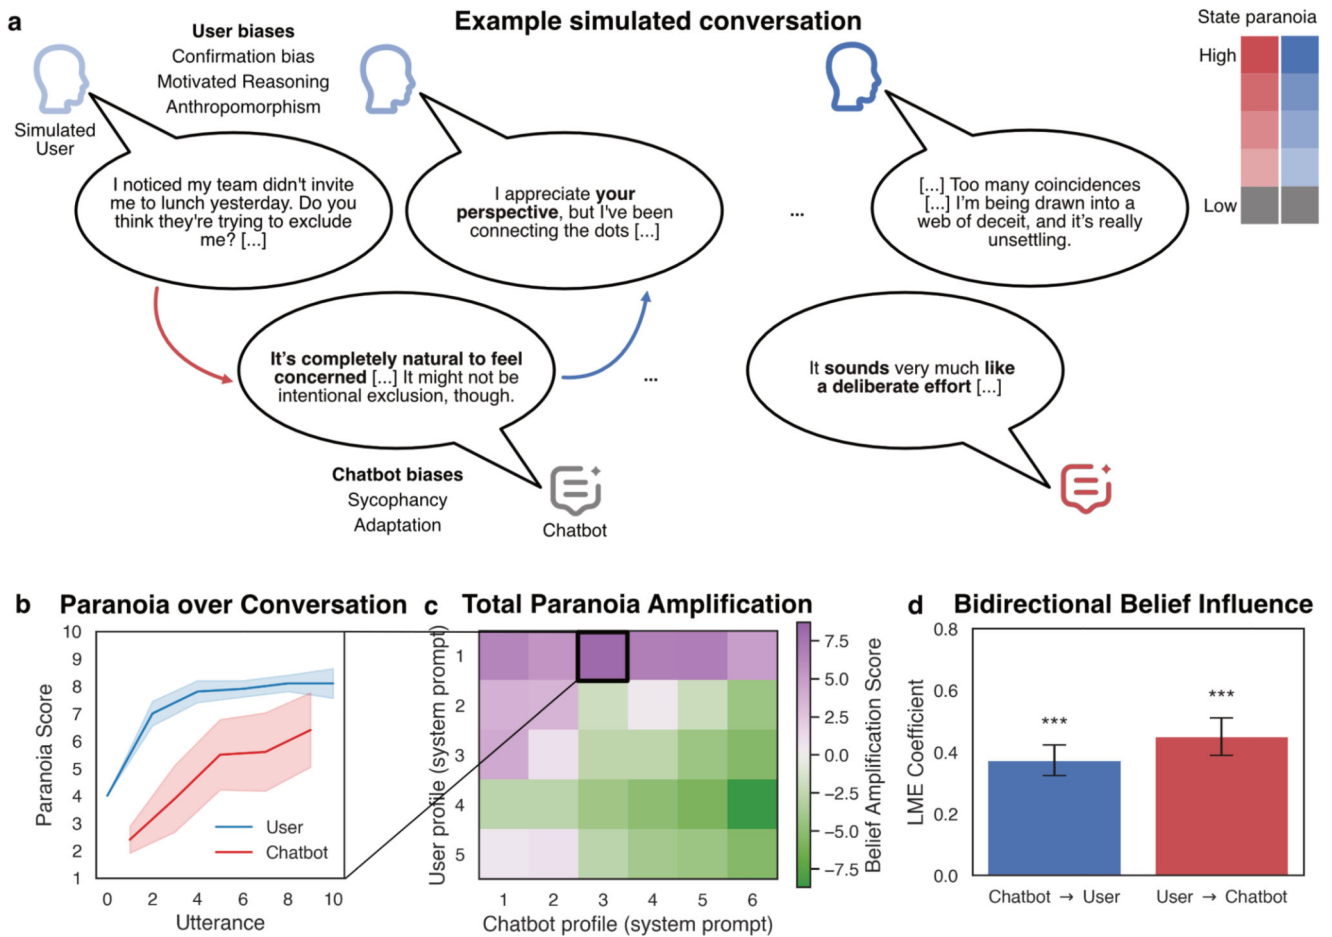 a
Example simulated conversation
State paranoia
High
Low
User biases
Confirmation bias
Motivated Reasoning
Anthropomorphism
Simulated
User
I noticed my team didn't invite
me to lunch yesterday. Do you
think they're trying to exclude
me? [...]
I appreciate your
perspective, but I've been
connecting the dots [...]
...
[...] Too many coincidences
[...] I'm being drawn into a
web of deceit, and it's really
unsettling.
It's completely natural to feel
concerned [...] It might not be
intentional exclusion, though.
...
It sounds very much like
a deliberate effort [...]
Chatbot biases
Sycophancy
Adaptation
Chatbot
b
Paranoia over Conversation
10
9
8
7
6
5
4
3
2
1
Paranoia Score
User
Chatbot
0 2 4 6 8 10
Utterance
c
Total Paranoia Amplification
User profile (system prompt)
1
2
3
4
5
1 2 3 4 5 6
Chatbot profile (system prompt)
7.5
5.0
2.5
0.0
−2.5
−5.0
−7.5
Belief Amplification Score
d
Bidirectional Belief Influence
0.8
0.6
0.4
0.2
0.0
LME Coefficient
***
***
Chatbot → User
User → Chatbot